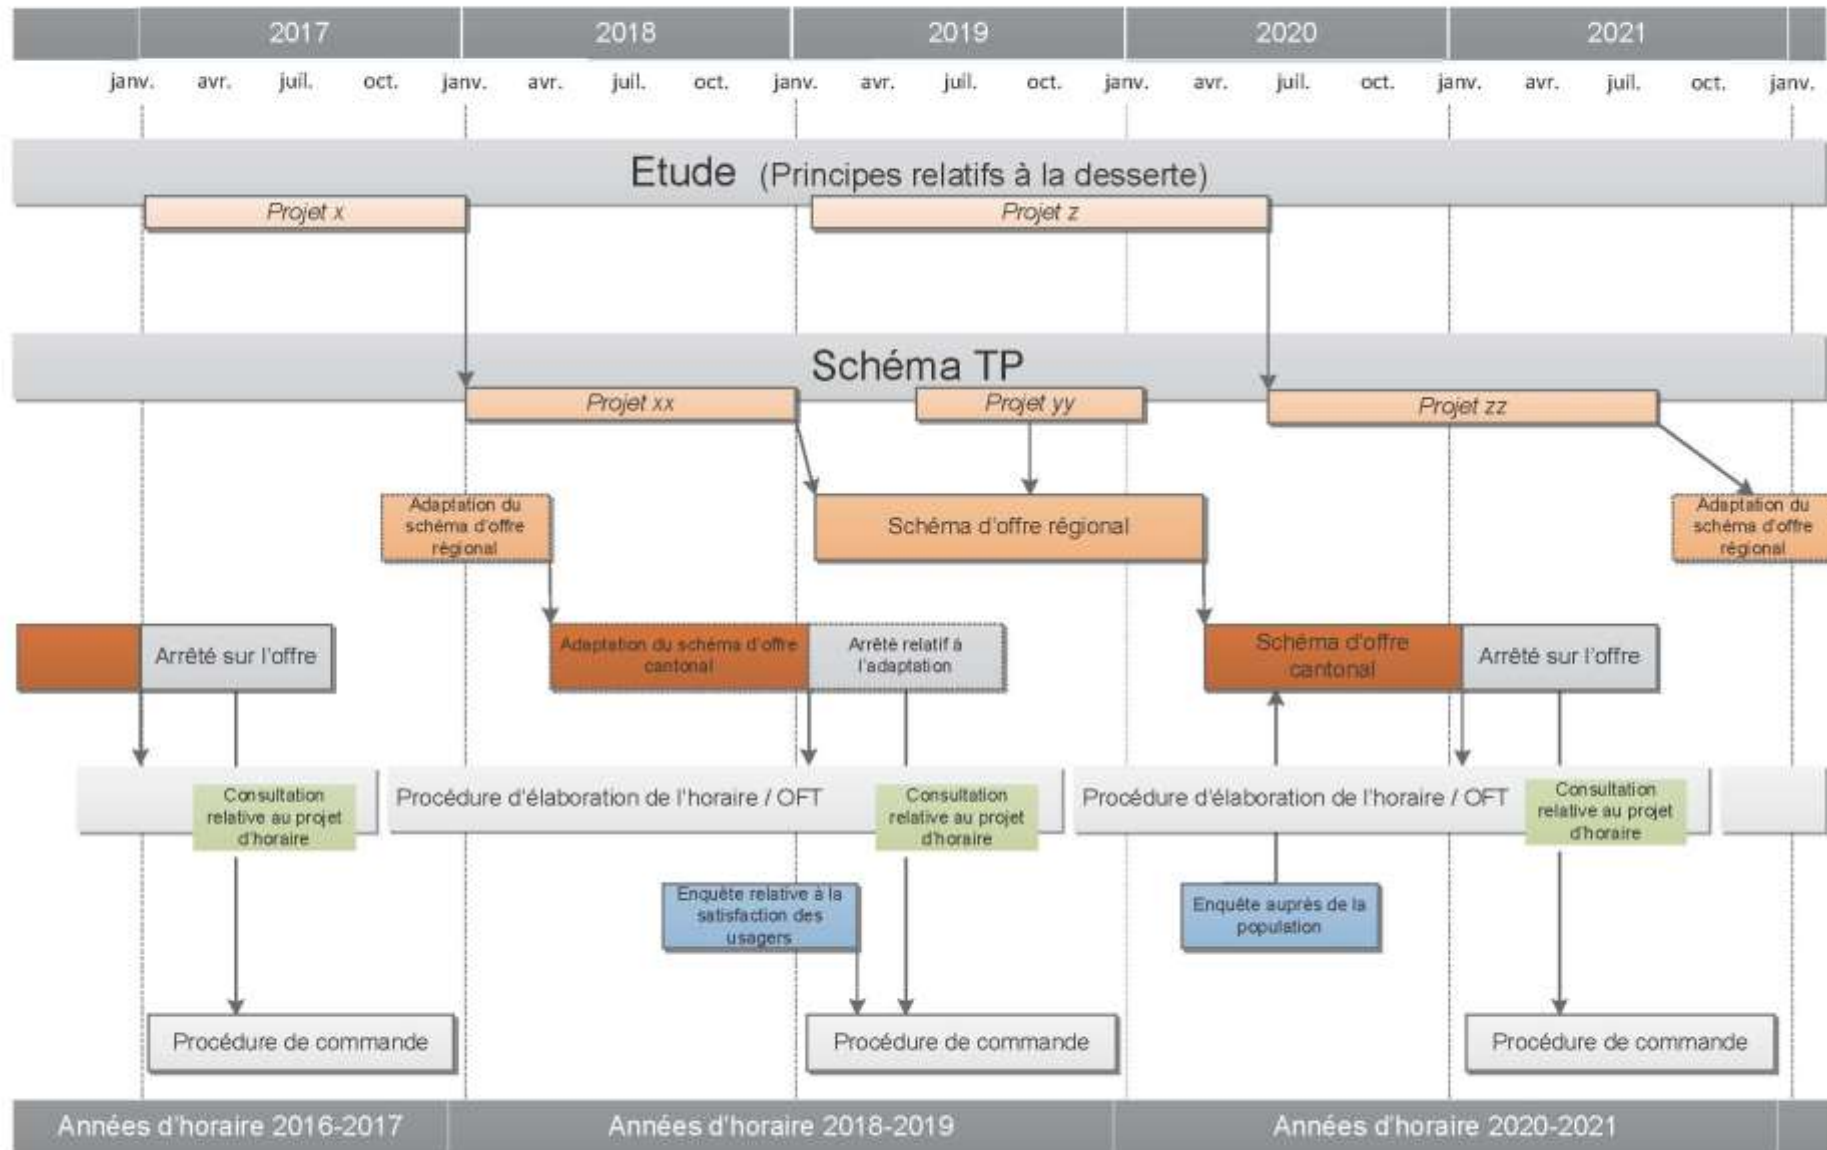 2017 2018 2019 2020 2021
janv. avr. juil. oct. janv. avr. juil. oct. janv. avr. juil. oct. janv. avr. juil. oct. janv. avr. juil. oct. janv.
Etude (Principes relatifs à la desserte)
Projet x
Projet z
Schéma TP
Projet xx
Projet yy
Projet zz
Adaptation du
schéma d'offre
régional
Schéma d'offre régional
Adaptation du
schéma d'offre
régional
Arrêté sur l'offre
Adaptation du schéma d'offre
cantonal
Arrêté relatif à
l'adaptation
Schéma d'offre
cantonal
Arrêté sur l'offre
Consultation
relative au projet
d'horaire
Procédure d'élaboration de l'horaire / OFT
Consultation
relative au projet
d'horaire
Procédure d'élaboration de l'horaire / OFT
Consultation
relative au projet
d'horaire
Enquête relative à la
satisfaction des
usagers
Enquête auprès de la
population
Procédure de commande
Procédure de commande
Procédure de commande
Années d'horaire 2016-2017
Années d'horaire 2018-2019
Années d'horaire 2020-2021